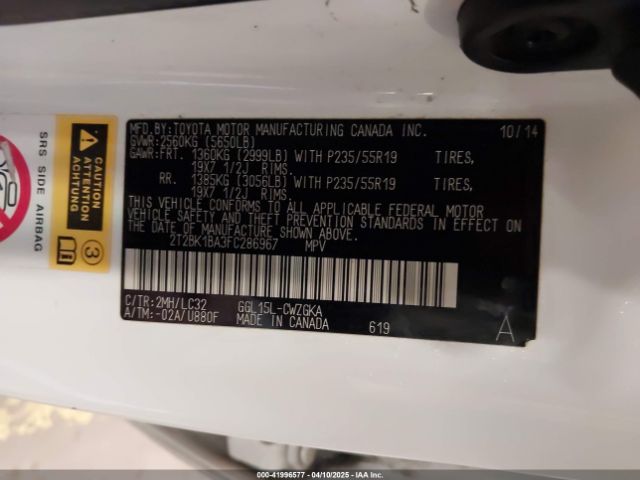 MFD.BY:TOYOTA MOTOR MANUFACTURING CANADA INC. 10/14
GVWR:2560KG (5650LB)
GAWR:FRT. 1360KG (2999LB) WITH P235/55R19 TIRES,
19X7 1/2J RIMS.
RR. 1385KG (3056LB) WITH P235/55R19 TIRES,
19X7 1/2J RIMS.
THIS VEHICLE CONFORMS TO ALL APPLICABLE FEDERAL MOTOR
VEHICLE SAFETY AND THEFT PREVENTION STANDARDS IN EFFECT ON
THE DATE OF MANUFACTURE SHOWN ABOVE.
2T2BK1BA3FC286967 MPV
C/TR:2MH/LC32 GGL15L-CWZGKA
A/TM:-02A/U880F MADE IN CANADA 619
A
SRS SIDE AIRBAG
CAUTION
ATTENTION
ACHTUNG
3
000-41996577 - 04/10/2025 - IAAI.COM